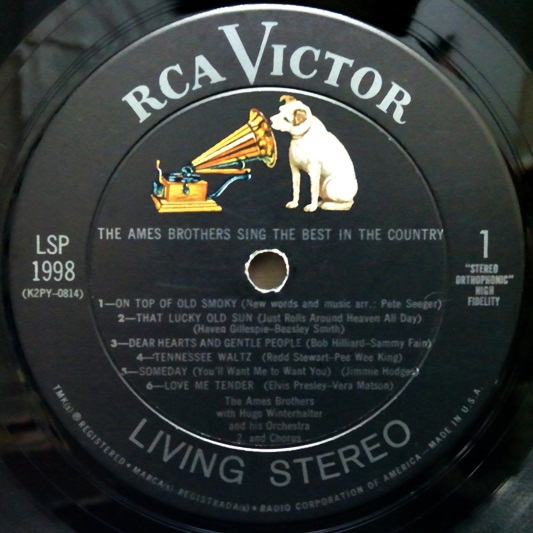 RCA VICTOR
THE AMES BROTHERS SING THE BEST IN THE COUNTRY
LSP
1998
(K2PY-0814)
1
"STEREO
ORTHOPHONIC"
HIGH
FIDELITY
1—ON TOP OF OLD SMOKY (New words and music arr.: Pete Seeger)
2—THAT LUCKY OLD SUN (Just Rolls Around Heaven All Day)
(Haven Gillespie-Beasley Smith)
3—DEAR HEARTS AND GENTLE PEOPLE (Bob Hilliard-Sammy Fain)
4—TENNESSEE WALTZ (Redd Stewart-Pee Wee King)
5—SOMEDAY (You'll Want Me to Want You) (Jimmie Hodges)
6—LOVE ME TENDER (Elvis Presley-Vera Matson)
The Ames Brothers
with Hugo Winterhalter
and his Orchestra
2. and Chorus
LIVING STEREO
TMK(s) ® REGISTERED • MARCA(s) REGISTRADA(s) • RADIO CORPORATION OF AMERICA — MADE IN U.S.A.